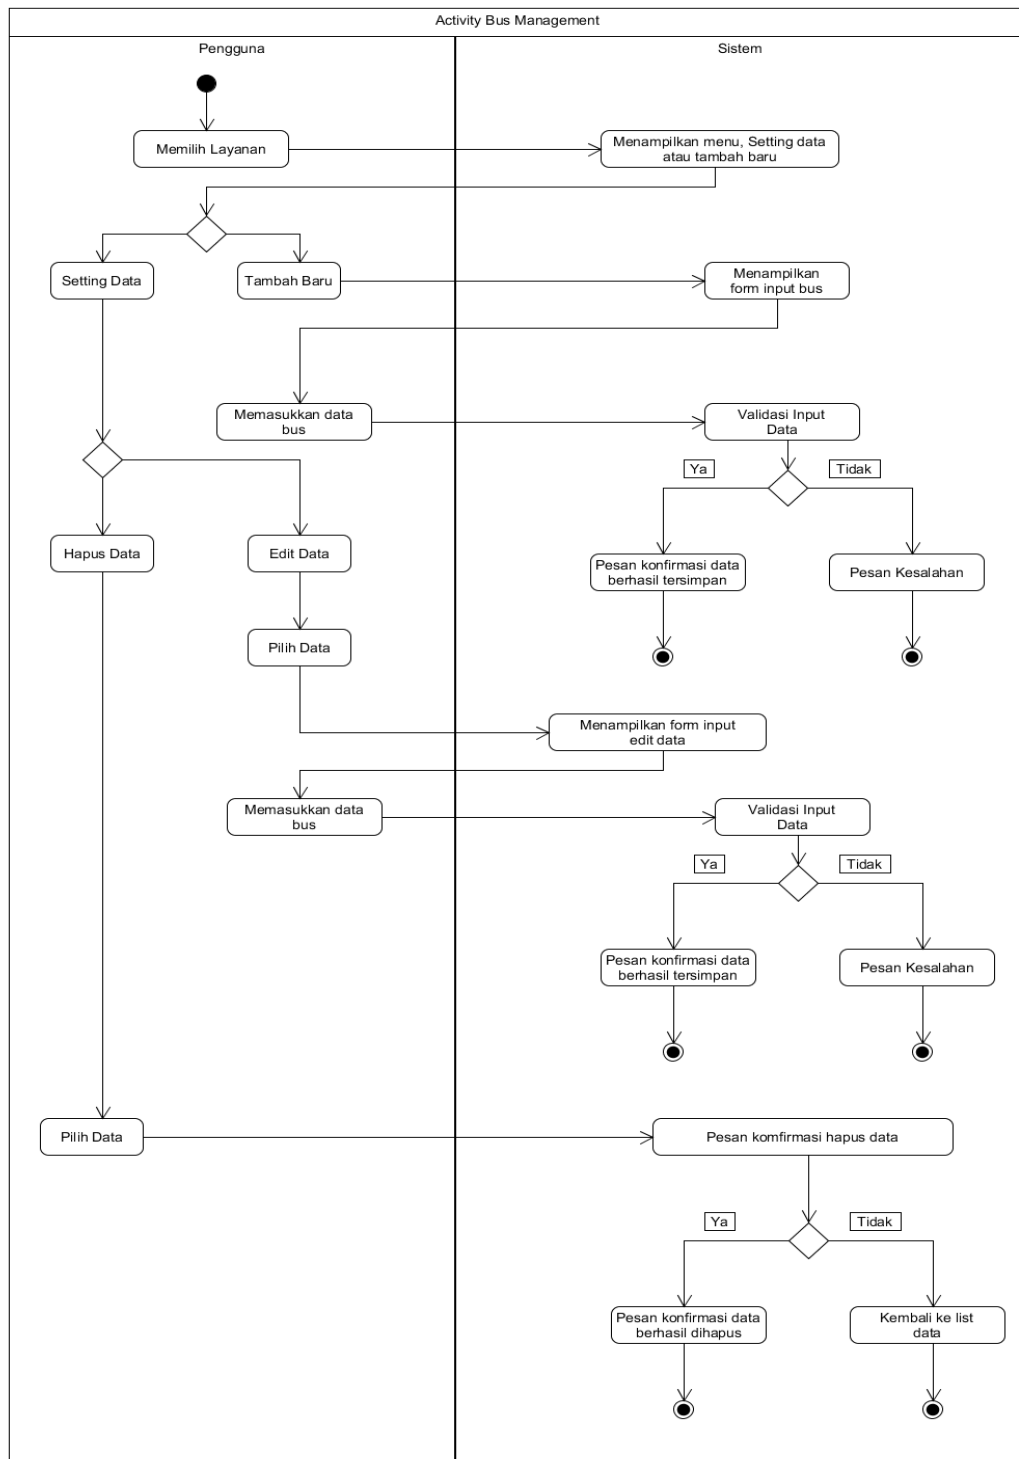 Activity Bus Management
Pengguna
Sistem
Memilih Layanan
Menampilkan menu, Setting data
atau tambah baru
Setting Data
Tambah Baru
Menampilkan
form input bus
Memasukkan data
bus
Validasi Input
Data
Ya
Tidak
Hapus Data
Edit Data
Pesan konfirmasi data
berhasil tersimpan
Pesan Kesalahan
Pilih Data
Menampilkan form input
edit data
Memasukkan data
bus
Validasi Input
Data
Ya
Tidak
Pesan konfirmasi data
berhasil tersimpan
Pesan Kesalahan
Pilih Data
Pesan komfirmasi hapus data
Ya
Tidak
Pesan konfirmasi data
berhasil dihapus
Kembali ke list
data